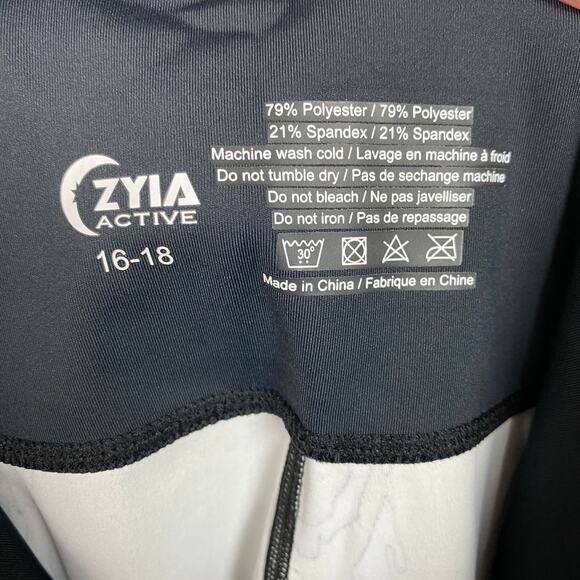 ZYIA
ACTIVE
16-18
79% Polyester / 79% Polyester
21% Spandex / 21% Spandex
Machine wash cold / Lavage en machine à froid
Do not tumble dry / Pas de sechange machine
Do not bleach / Ne pas javelliser
Do not iron / Pas de repassage
30°
Made in China / Fabrique en Chine